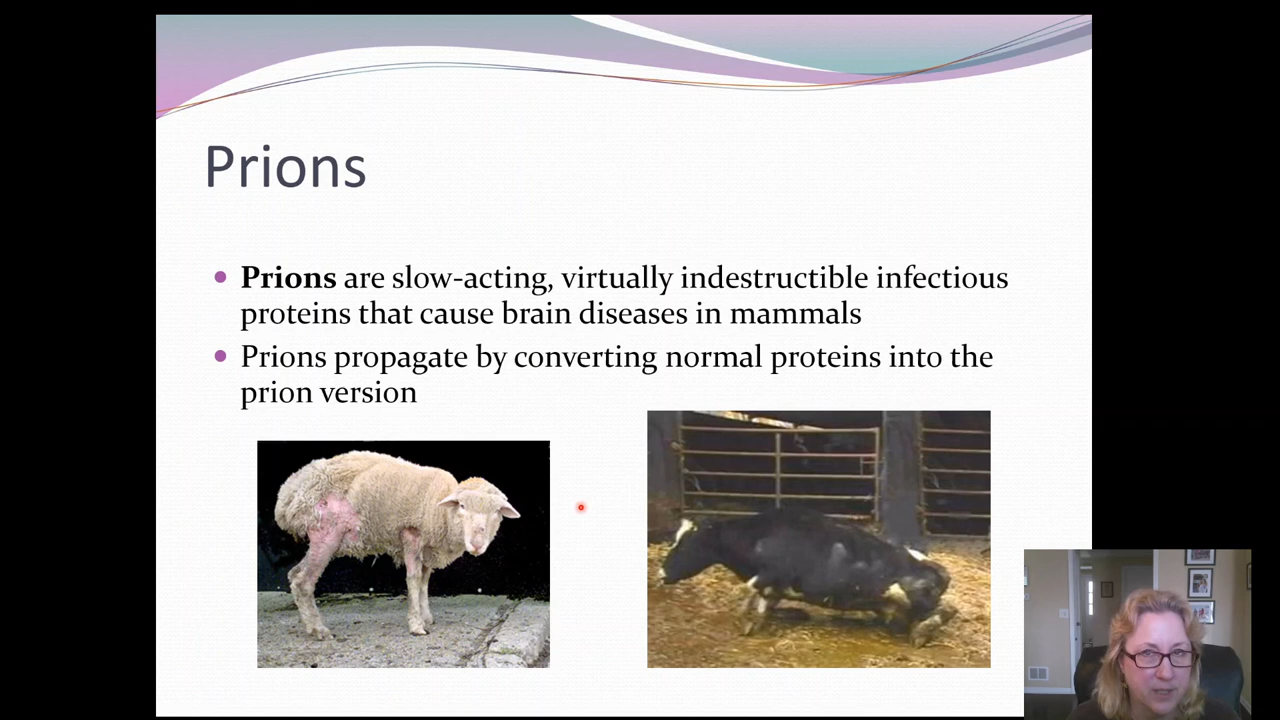 Prions
Prions are slow-acting, virtually indestructible infectious
proteins that cause brain diseases in mammals
Prions propagate by converting normal proteins into the
prion version